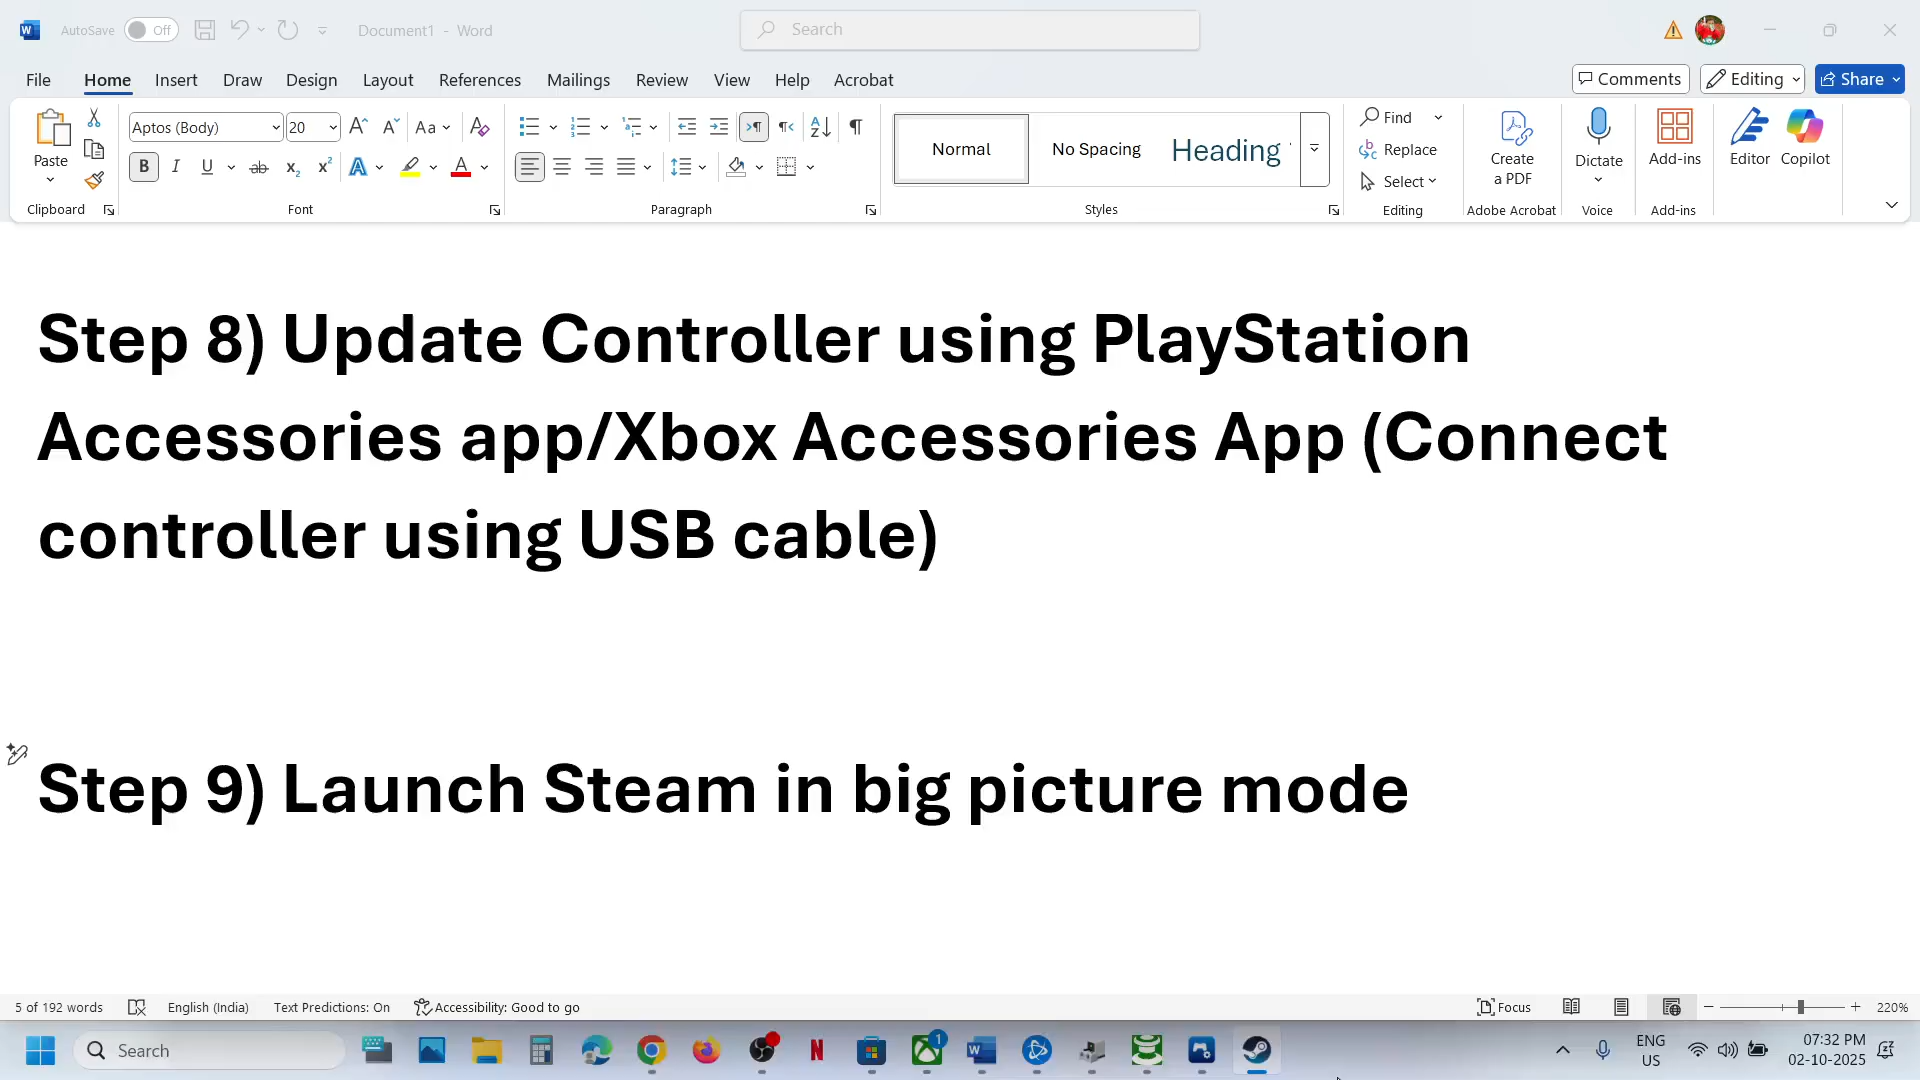 AutoSave Off Document1 - Word Search
File Home Insert Draw Design Layout References Mailings Review View Help Acrobat Comments Editing Share
Aptos (Body) 20 Aa
Paste
B I U ab x₂ x² A A
Clipboard Font Paragraph
Normal No Spacing Heading
Styles
Find
Replace
Select
Editing
Create
a PDF
Adobe Acrobat
Dictate
Voice
Add-ins
Add-ins
Editor Copilot
Step 8) Update Controller using PlayStation
Accessories app/Xbox Accessories App (Connect
controller using USB cable)
Step 9) Launch Steam in big picture mode
5 of 192 words English (India) Text Predictions: On Accessibility: Good to go Focus 220%
Search
1
ENG
US
07:32 PM
02-10-2025